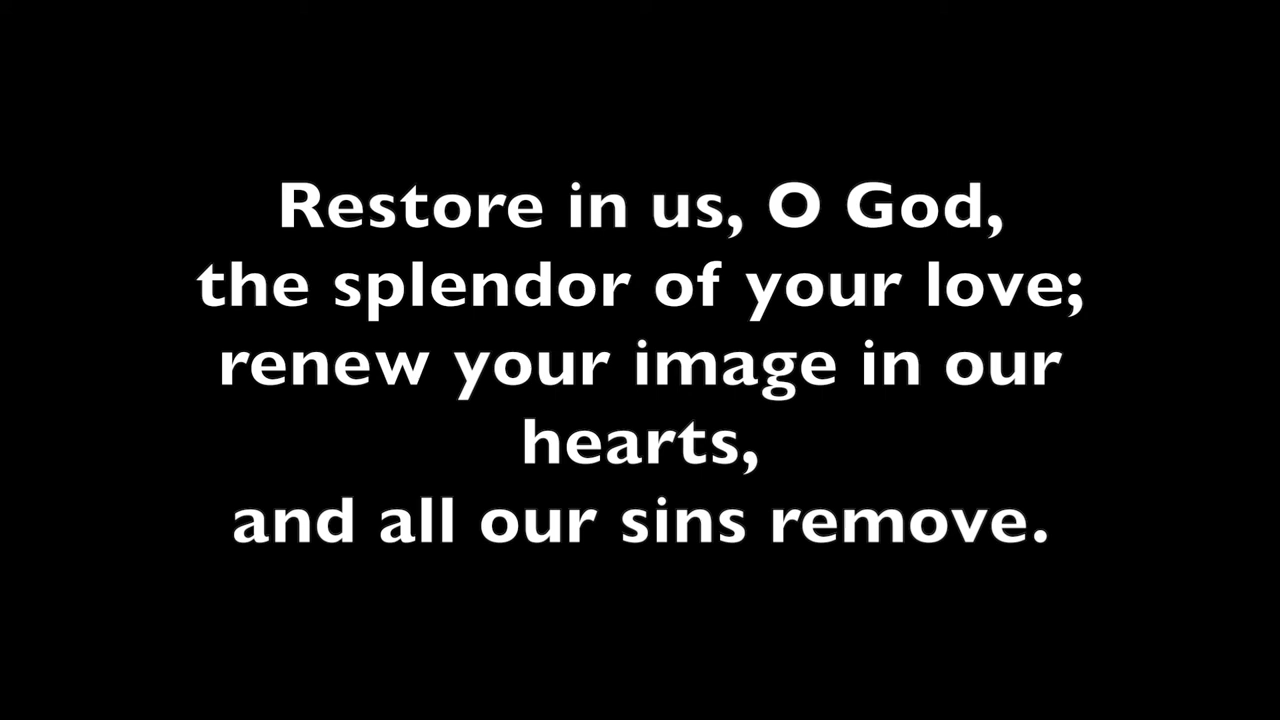 Restore in us, O God,
the splendor of your love;
renew your image in our
hearts,
and all our sins remove.